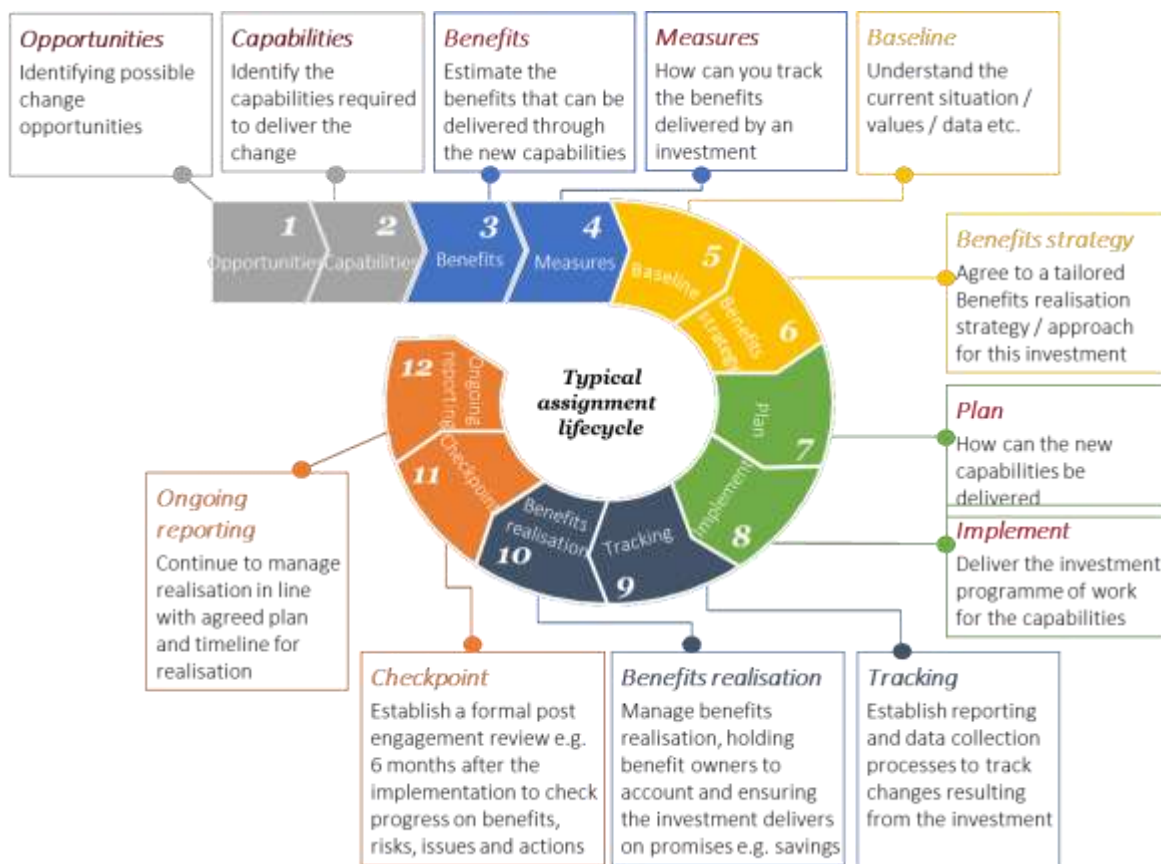 Opportunities
Identifying possible
change
opportunities
Capabilities
Identify the
capabilities required
to deliver the
change
Benefits
Estimate the
benefits that can be
delivered through
the new capabilities
Measures
How can you track
the benefits
delivered by an
investment
Baseline
Understand the
current situation /
values / data etc.
1
Opportunities
2
Capabilities
3
Benefits
4
Measures
5
Baseline
6
Benefits
strategy
Benefits strategy
Agree to a tailored
Benefits realisation
strategy / approach
for this investment
Typical
assignment
lifecycle
7
Plan
Plan
How can the new
capabilities be
delivered
8
Implement
Implement
Deliver the investment
programme of work
for the capabilities
9
Tracking
10
Benefits
realisation
11
Checkpoint
12
Ongoing
reporting
Ongoing
reporting
Continue to manage
realisation in line
with agreed plan
and timeline for
realisation
Checkpoint
Establish a formal post
engagement review e.g.
6 months after the
implementation to check
progress on benefits,
risks, issues and actions
Benefits realisation
Manage benefits
realisation, holding
benefit owners to
account and ensuring
the investment delivers
on promises e.g. savings
Tracking
Establish reporting
and data collection
processes to track
changes resulting
from the investment